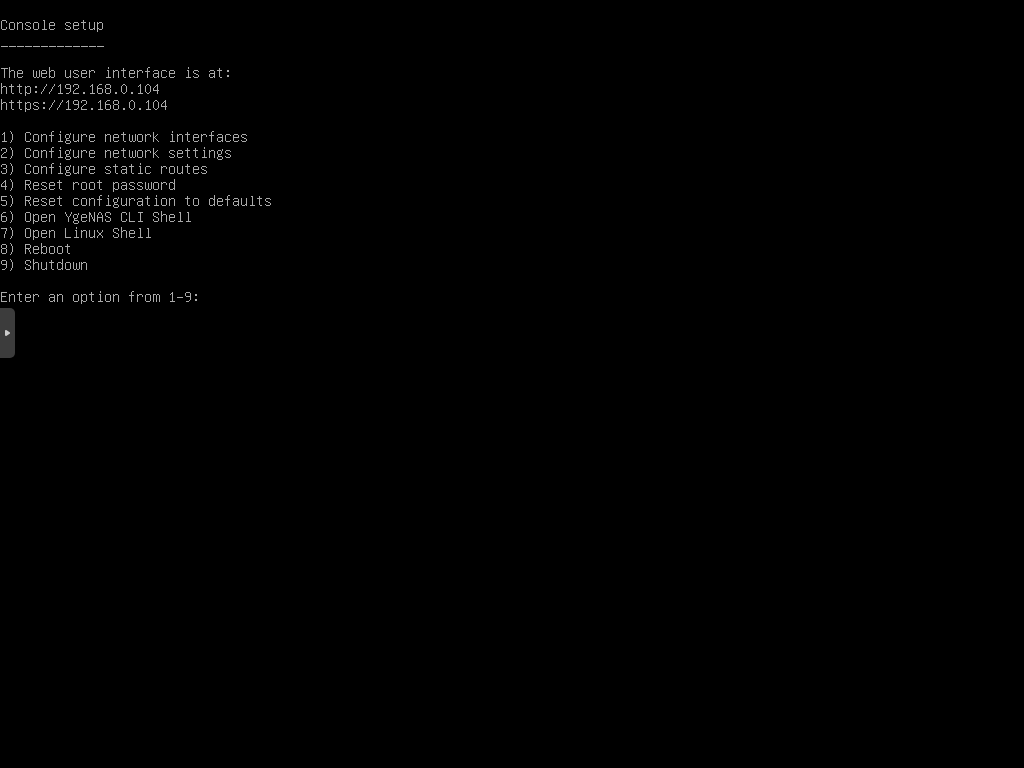 Console setup
-------------
The web user interface is at:
http://192.168.0.104
https://192.168.0.104
1) Configure network interfaces
2) Configure network settings
3) Configure static routes
4) Reset root password
5) Reset configuration to defaults
6) Open YgeNAS CLI Shell
7) Open Linux Shell
8) Reboot
9) Shutdown
Enter an option from 1-9: